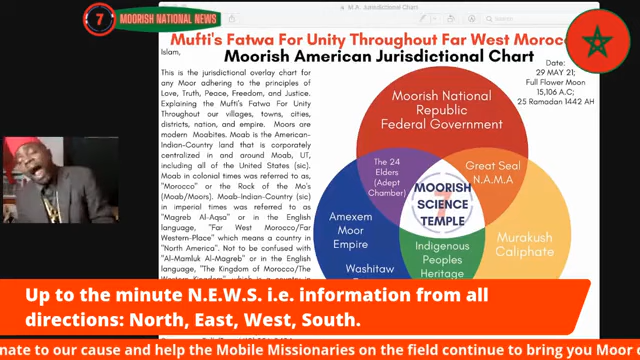 M.A. Jurisdictional Chart
Search
7 MOORISH NATIONAL NEWS
Mufti's Fatwa For Unity Throughout Far West Morocc
Moorish American Jurisdictional Chart
Islam,
This is the jurisdictional overlay chart for
any Moor adhering to the principles of
Love, Truth, Peace, Freedom, and Justice.
Explaining the Mufti's Fatwa For Unity
Throughout our villages, towns, cities,
districts, nation, and empire. Moors are
modern Moabites. Moab is the American-
Indian-Country land that is corporately
centralized in and around Moab, UT,
including all of the United States (sic).
Moab in colonial times was referred to as,
"Morocco" or the Rock of the Mo's
(Moab/Moors). Moab-Indian-Country (sic)
in imperial times was referred to as
"Magreb Al-Aqsa" or in the English
language, "Far West Morocco/Far
Western-Place" which means a country in
"North America". Not to be confused with
"Al-Mamluk Al-Magreb" or in the English
language, "The Kingdom of Morocco/The
Date:
29 MAY 21;
Full Flower Moon
15,106 A.C;
25 Ramadan 1442 AH
Moorish National
Republic
Federal Government
The 24
Elders
(Adept
Chamber)
Great Seal
N.A.M.A
7
MOORISH
SCIENCE
TEMPLE
Amexem
Moor
Empire
Washitaw
Indigenous
Peoples
Heritage
Murakush
Caliphate
Up to the minute N.E.W.S. i.e. information from all
directions: North, East, West, South.
nate to our cause and help the Mobile Missionaries on the field continue to bring you Moor